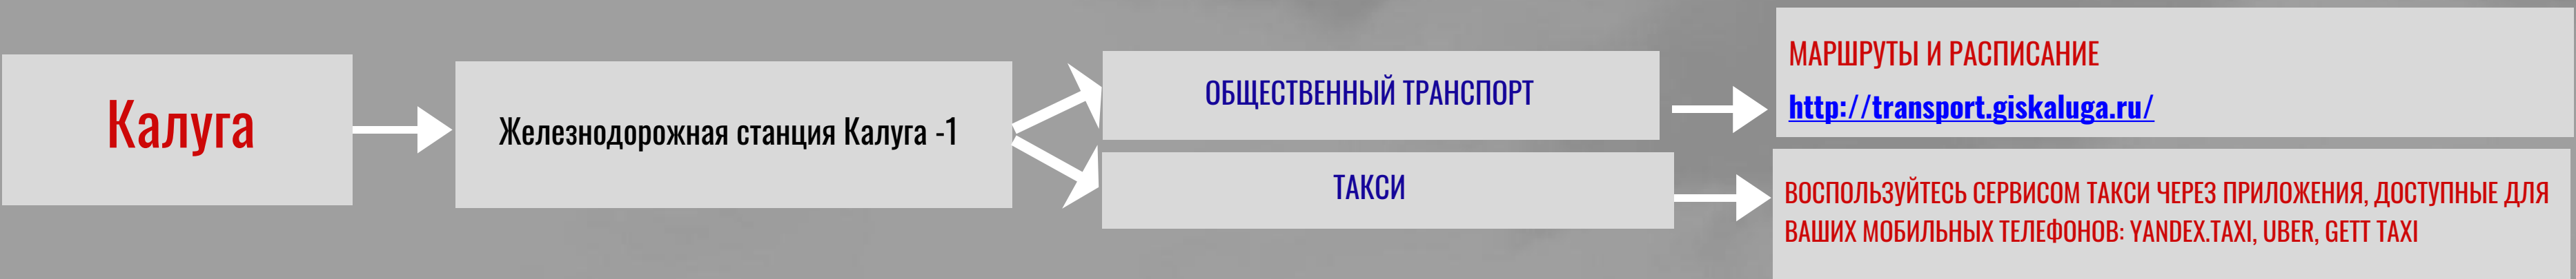 Калуга
Железнодорожная станция Калуга -1
ОБЩЕСТВЕННЫЙ ТРАНСПОРТ
ТАКСИ
МАРШРУТЫ И РАСПИСАНИЕ
http://transport.giskaluga.ru/
ВОСПОЛЬЗУЙТЕСЬ СЕРВИСОМ ТАКСИ ЧЕРЕЗ ПРИЛОЖЕНИЯ, ДОСТУПНЫЕ ДЛЯ
ВАШИХ МОБИЛЬНЫХ ТЕЛЕФОНОВ: YANDEX.TAXI, UBER, GETT TAXI